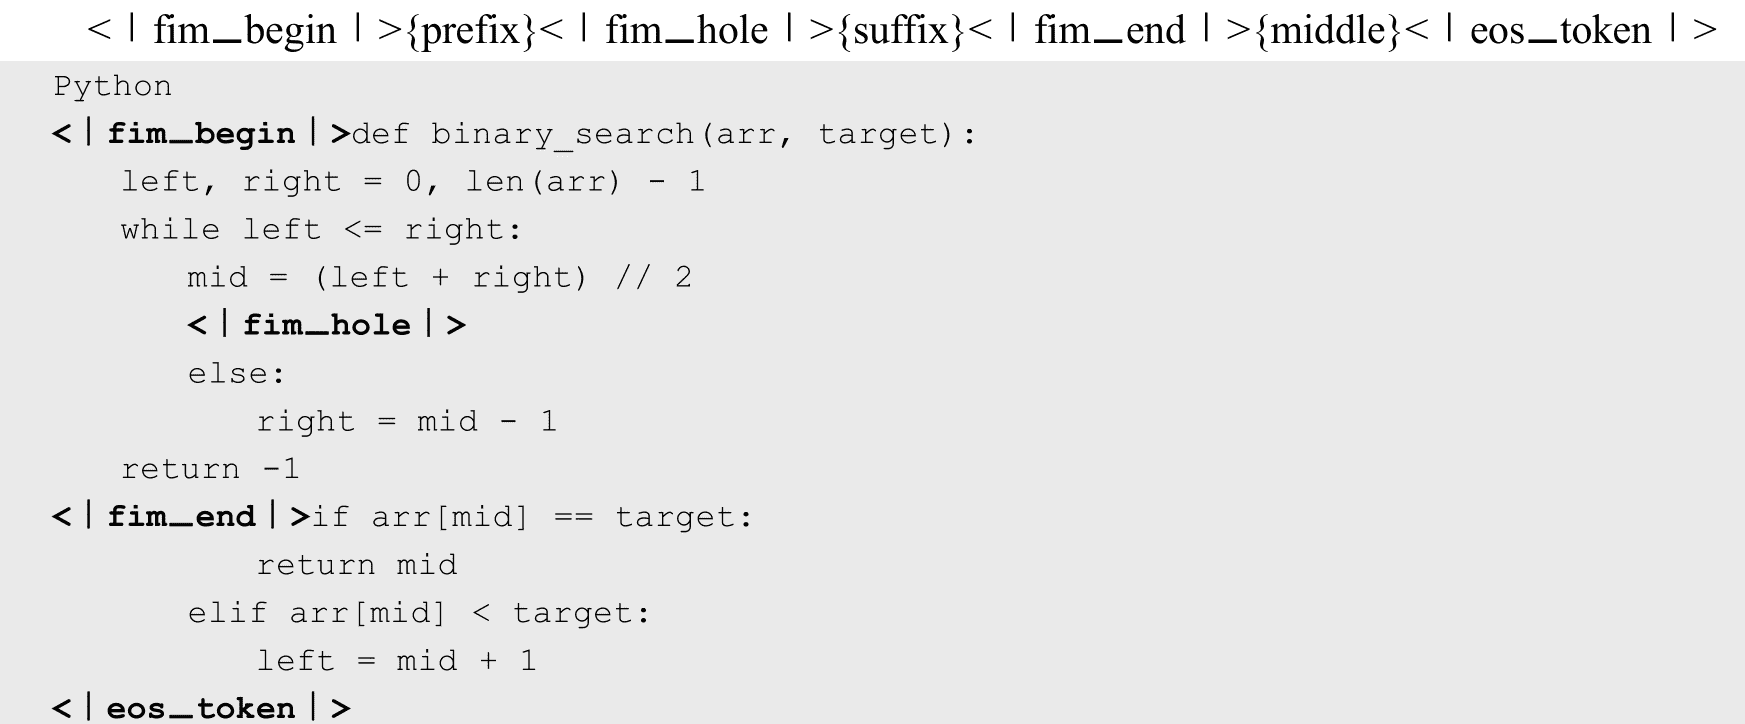 <|fim_begin|>{prefix}<|fim_hole|>{suffix}<|fim_end|>{middle}<|eos_token|>
Python
<|fim_begin|>def binary_search(arr, target):
    left, right = 0, len(arr) - 1
    while left <= right:
        mid = (left + right) // 2
        <|fim_hole|>
        else:
            right = mid - 1
    return -1
<|fim_end|>if arr[mid] == target:
            return mid
        elif arr[mid] < target:
            left = mid + 1
<|eos_token|>